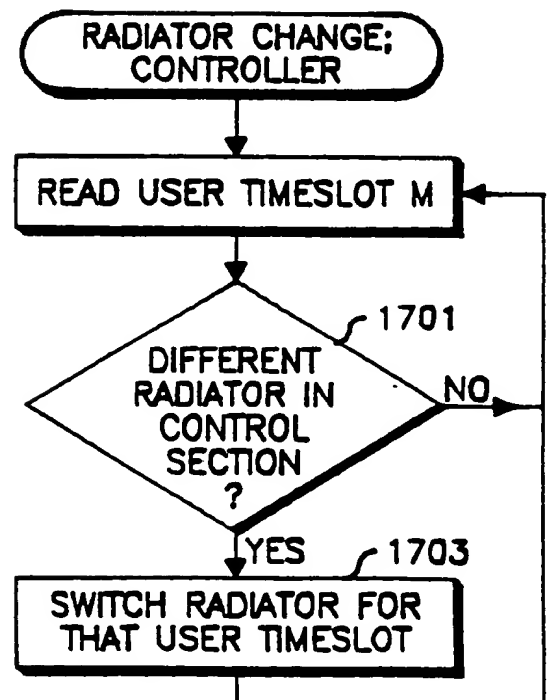 RADIATOR CHANGE;
CONTROLLER
READ USER TIMESLOT M
1701
DIFFERENT
RADIATOR IN
CONTROL
SECTION
?
NO
YES
1703
SWITCH RADIATOR FOR
THAT USER TIMESLOT